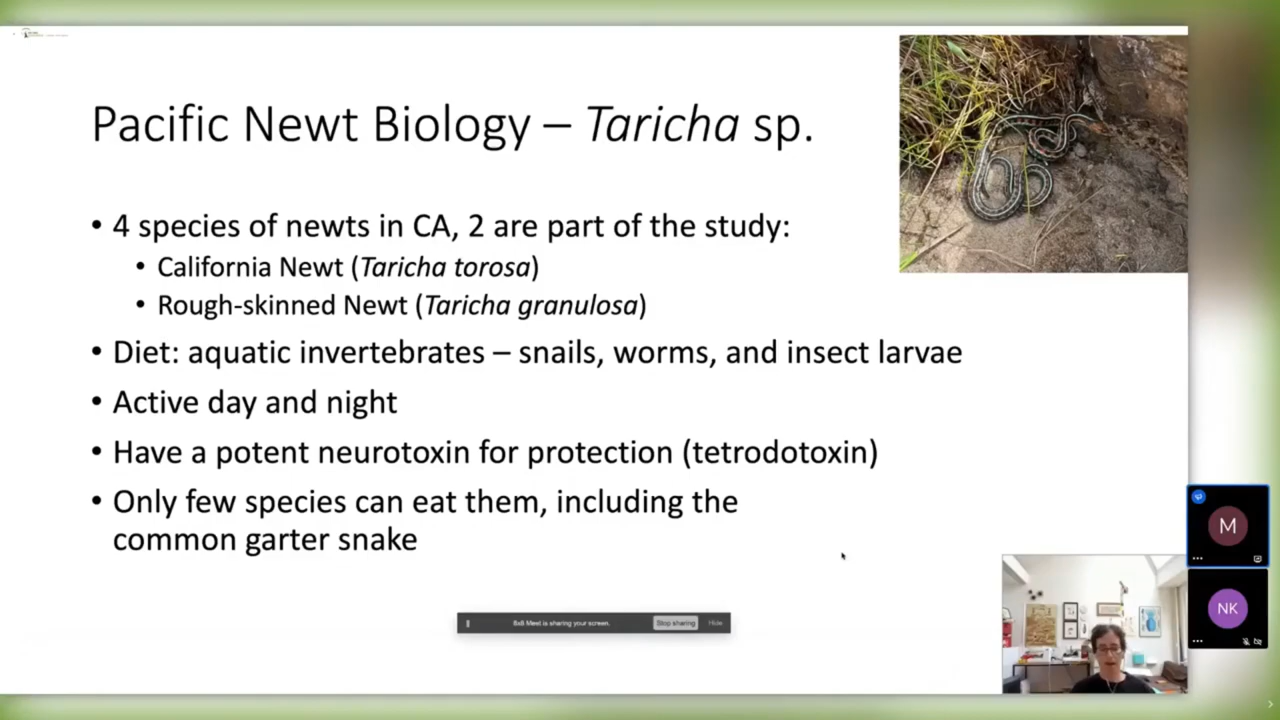 Pacific Newt Biology – Taricha sp.
• 4 species of newts in CA, 2 are part of the study:
• California Newt (Taricha torosa)
• Rough-skinned Newt (Taricha granulosa)
• Diet: aquatic invertebrates – snails, worms, and insect larvae
• Active day and night
• Have a potent neurotoxin for protection (tetrodotoxin)
• Only few species can eat them, including the
common garter snake
M
NK
8x8 Meet is sharing your screen.
Stop sharing
Hide